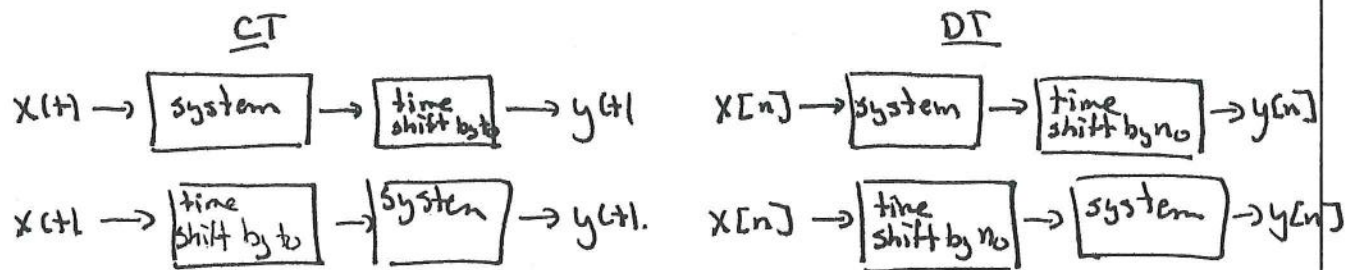 CT DT
x(t) → system → time shift by t0 → y(t) x[n] → system → time shift by n0 → y[n]
x(t) → time shift by t0 → system → y(t). x[n] → time shift by n0 → system → y[n]